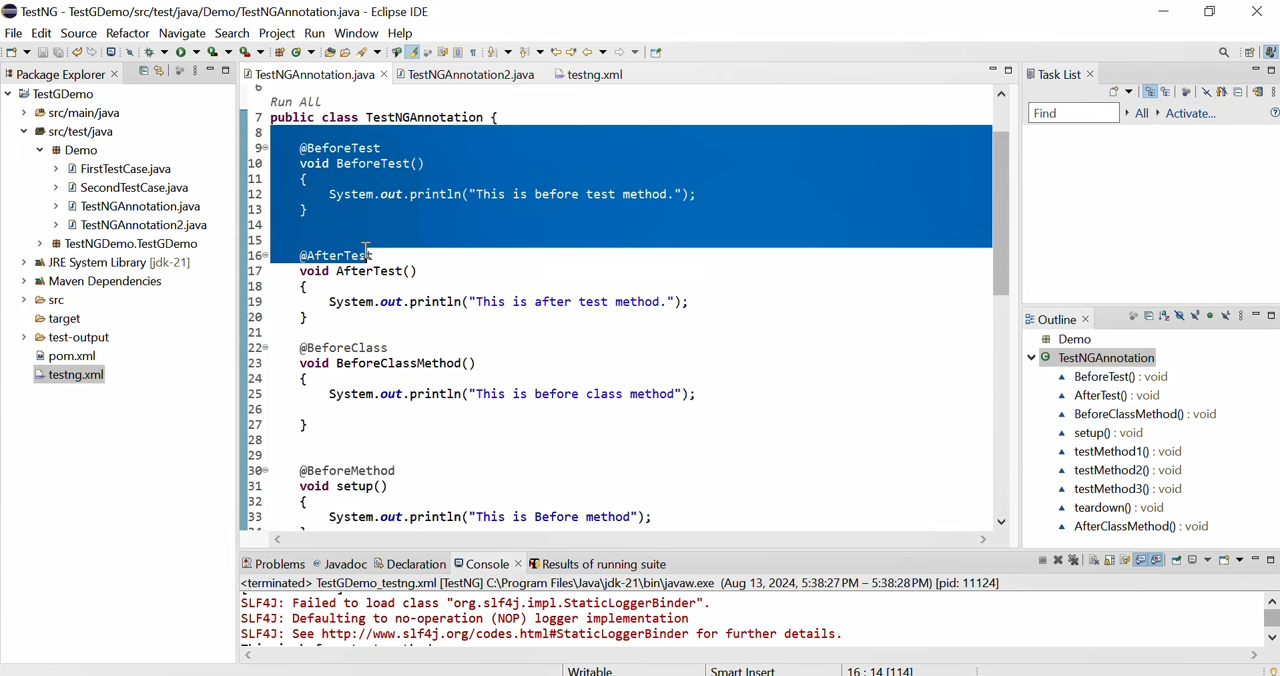 TestNG - TestGDemo/src/test/java/Demo/TestNGAnnotation.java - Eclipse IDE
File Edit Source Refactor Navigate Search Project Run Window Help
Package Explorer
TestGDemo
src/main/java
src/test/java
Demo
FirstTestCase.java
SecondTestCase.java
TestNGAnnotation.java
TestNGAnnotation2.java
TestNGDemo.TestGDemo
JRE System Library [jdk-21]
Maven Dependencies
src
target
test-output
pom.xml
testng.xml
TestNGAnnotation.java TestNGAnnotation2.java testng.xml
6
Run All
7 public class TestNGAnnotation {
8
9 @BeforeTest
10 void BeforeTest()
11 {
12 System.out.println("This is before test method.");
13 }
14
15
16 @AfterTest
17 void AfterTest()
18 {
19 System.out.println("This is after test method.");
20 }
21
22 @BeforeClass
23 void BeforeClassMethod()
24 {
25 System.out.println("This is before class method");
26
27 }
28
29
30 @BeforeMethod
31 void setup()
32 {
33 System.out.println("This is Before method");
Task List
Find All Activate...
Outline
Demo
TestNGAnnotation
BeforeTest() : void
AfterTest() : void
BeforeClassMethod() : void
setup() : void
testMethod1() : void
testMethod2() : void
testMethod3() : void
teardown() : void
AfterClassMethod() : void
Problems Javadoc Declaration Console Results of running suite
<terminated> TestGDemo_testng.xml [TestNG] C:\Program Files\Java\jdk-21\bin\javaw.exe (Aug 13, 2024, 5:38:27 PM – 5:38:28 PM) [pid: 11124]
SLF4J: Failed to load class "org.slf4j.impl.StaticLoggerBinder".
SLF4J: Defaulting to no-operation (NOP) logger implementation
SLF4J: See http://www.slf4j.org/codes.html#StaticLoggerBinder for further details.
Writable Smart Insert 16 : 14 [114]